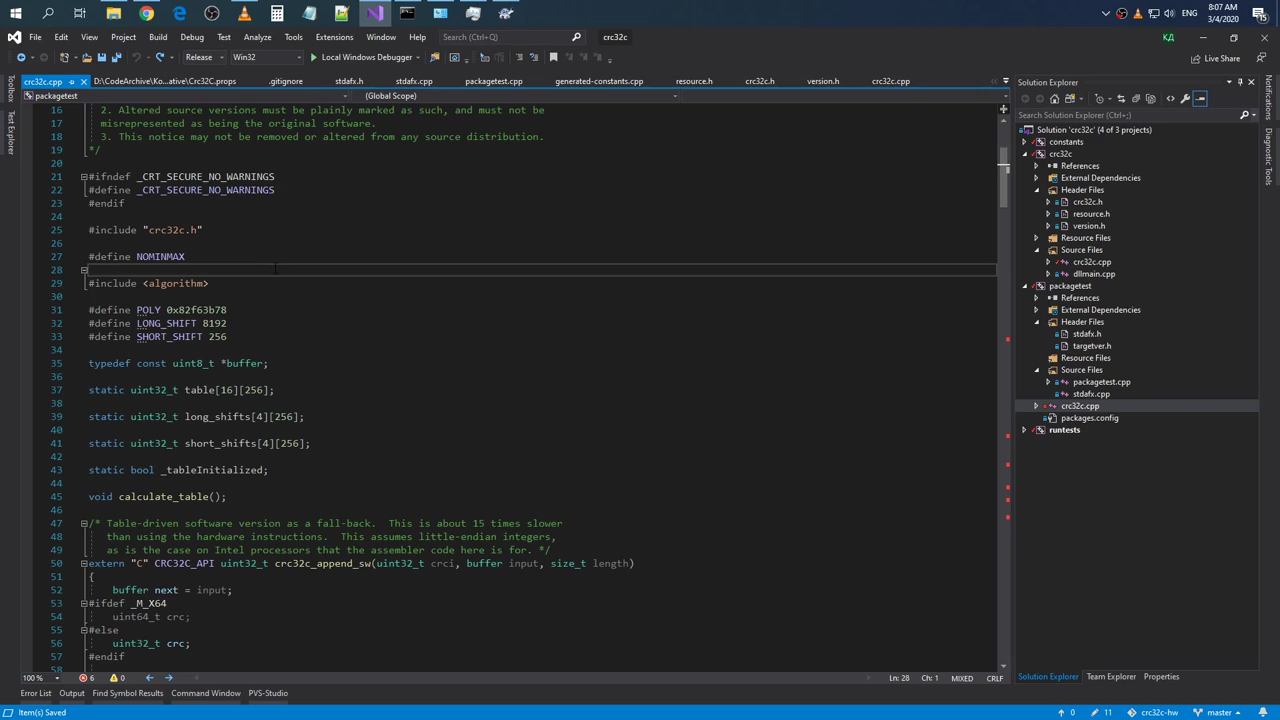 8:07 AM
ENG
3/4/2020
File Edit View Project Build Debug Test Analyze Tools Extensions Window Help Search (Ctrl+Q) crc32c КД
Release Win32 Local Windows Debugger Live Share
crc32c.cpp D:\CodeArchive\Ko...ative\Crc32C.props .gitignore stdafx.h stdafx.cpp packagetest.cpp generated-constants.cpp resource.h crc32c.h version.h crc32c.cpp
packagetest (Global Scope)
16 2. Altered source versions must be plainly marked as such, and must not be
17 misrepresented as being the original software.
18 3. This notice may not be removed or altered from any source distribution.
19 */
20
21 #ifndef _CRT_SECURE_NO_WARNINGS
22 #define _CRT_SECURE_NO_WARNINGS
23 #endif
24
25 #include "crc32c.h"
26
27 #define NOMINMAX
28
29 #include <algorithm>
30
31 #define POLY 0x82f63b78
32 #define LONG_SHIFT 8192
33 #define SHORT_SHIFT 256
34
35 typedef const uint8_t *buffer;
36
37 static uint32_t table[16][256];
38
39 static uint32_t long_shifts[4][256];
40
41 static uint32_t short_shifts[4][256];
42
43 static bool _tableInitialized;
44
45 void calculate_table();
46
47 /* Table-driven software version as a fall-back.  This is about 15 times slower
48 than using the hardware instructions.  This assumes little-endian integers,
49 as is the case on Intel processors that the assembler code here is for. */
50 extern "C" CRC32C_API uint32_t crc32c_append_sw(uint32_t crci, buffer input, size_t length)
51 {
52 buffer next = input;
53 #ifdef _M_X64
54 uint64_t crc;
55 #else
56 uint32_t crc;
57 #endif
58
100 % 6 0 Ln: 28 Ch: 1 MIXED CRLF
Error List Output Find Symbol Results Command Window PVS-Studio
Item(s) Saved 0 11 crc32c-hw master
Toolbox
Test Explorer
Solution Explorer
Search Solution Explorer (Ctrl+;)
Solution 'crc32c' (4 of 3 projects)
constants
crc32c
References
External Dependencies
Header Files
crc32c.h
resource.h
version.h
Resource Files
Source Files
crc32c.cpp
dllmain.cpp
packagetest
References
External Dependencies
Header Files
stdafx.h
targetver.h
Resource Files
Source Files
packagetest.cpp
stdafx.cpp
crc32c.cpp
packages.config
runtests
Solution Explorer Team Explorer Properties
Notifications
Diagnostic Tools